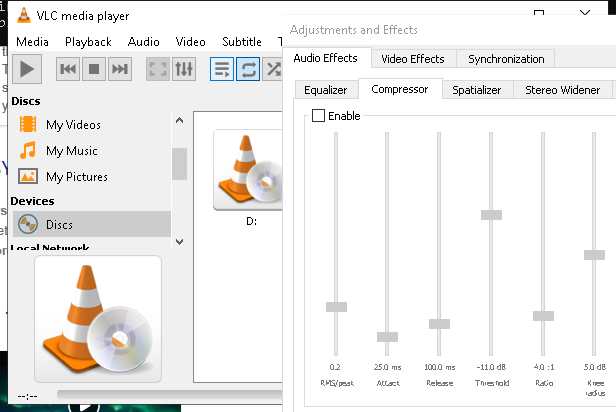 VLC media player
Media Playback Audio Video Subtitle
Discs
My Videos
My Music
My Pictures
Devices
Discs
Local Network
D:
--:--
Adjustments and Effects
Audio Effects Video Effects Synchronization
Equalizer Compressor Spatializer Stereo Widener
Enable
0.2 25.0 ms 100.0 ms -11.0 dB 4.0 :1 5.0 dB
RMS/peak Attack Release Threshold Ratio Knee
radius